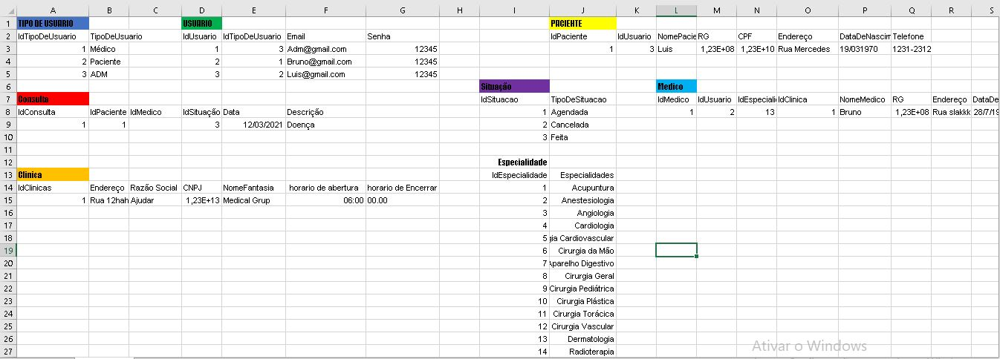 A B C D E F G H I J K L M N O P Q R S
1 TIPO DE USUARIO USUARIO PACIENTE
2 IdTipoDeUsuario TipoDeUsuario IdUsuario IdTipoDeUsuario Email Senha IdPaciente IdUsuario NomePacie RG CPF Endereço DataDeNascim Telefone
3 1 Médico 1 3 Adm@gmail.com 12345 1 3 Luis 1,23E+08 1,23E+10 Rua Mercedes 19/031970 1231-2312
4 2 Paciente 2 1 Bruno@gmail.com 12345
5 3 ADM 3 2 Luis@gmail.com 12345
6 Situação Medico
7 Consulta IdSituacao TipoDeSituacao IdMedico IdUsuario IdEspeciali IdClinica NomeMedico RG Endereço DataDe
8 IdConsulta IdPaciente IdMedico IdSituação Data Descrição 1 Agendada 1 2 13 1 Bruno 1,23E+08 Rua slakkk 28/7/19
9 1 1 3 12/03/2021 Doença 2 Cancelada
10 3 Feita
11
12 Especialidade
13 Clinica IdEspecialidade Especialidades
14 IdClinicas Endereço Razão Social CNPJ NomeFantasia horario de abertura horario de Encerrar 1 Acupuntura
15 1 Rua 12hah Ajudar 1,23E+13 Medical Grup 06:00 00.00 2 Anestesiologia
16 3 Angiologia
17 4 Cardiologia
18 5 gia Cardiovascular
19 6 Cirurgia da Mão
20 7 Aparelho Digestivo
21 8 Cirurgia Geral
22 9 Cirurgia Pediátrica
23 10 Cirurgia Plástica
24 11 Cirurgia Torácica
25 12 Cirurgia Vascular
26 13 Dermatologia
27 14 Radioterapia
Ativar o Windows